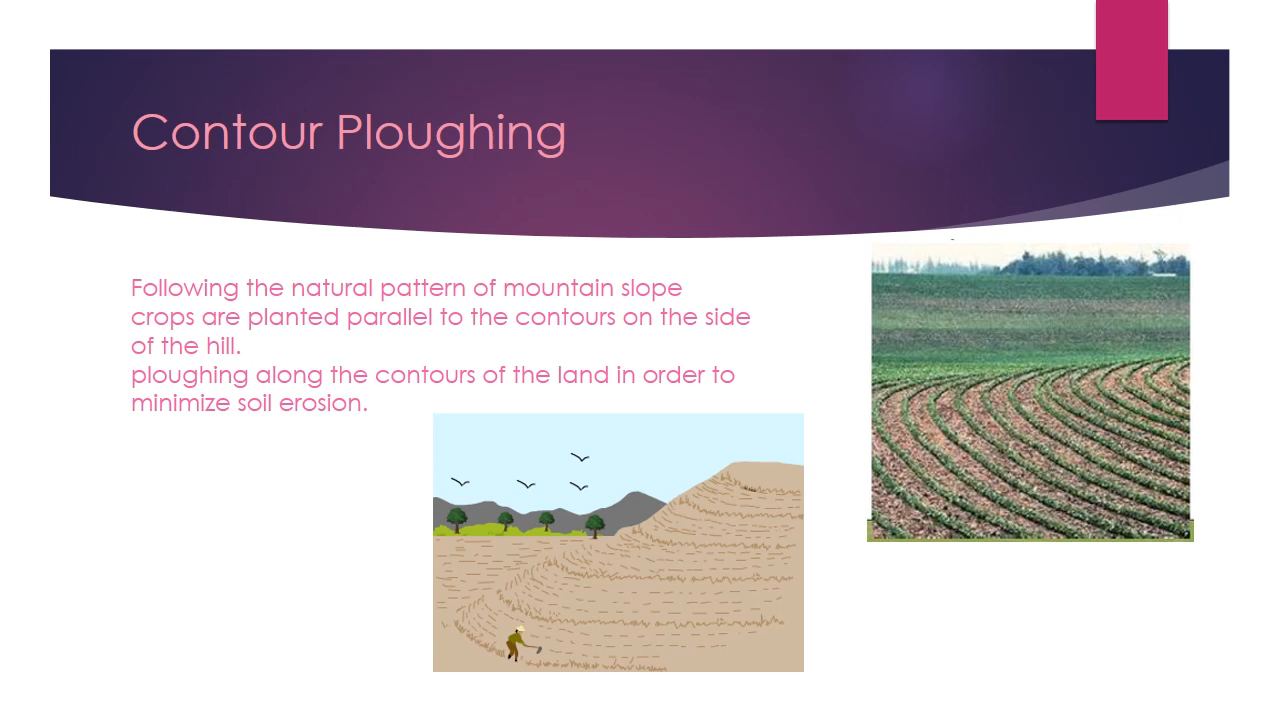 Contour Ploughing
Following the natural pattern of mountain slope
crops are planted parallel to the contours on the side
of the hill.
ploughing along the contours of the land in order to
minimize soil erosion.